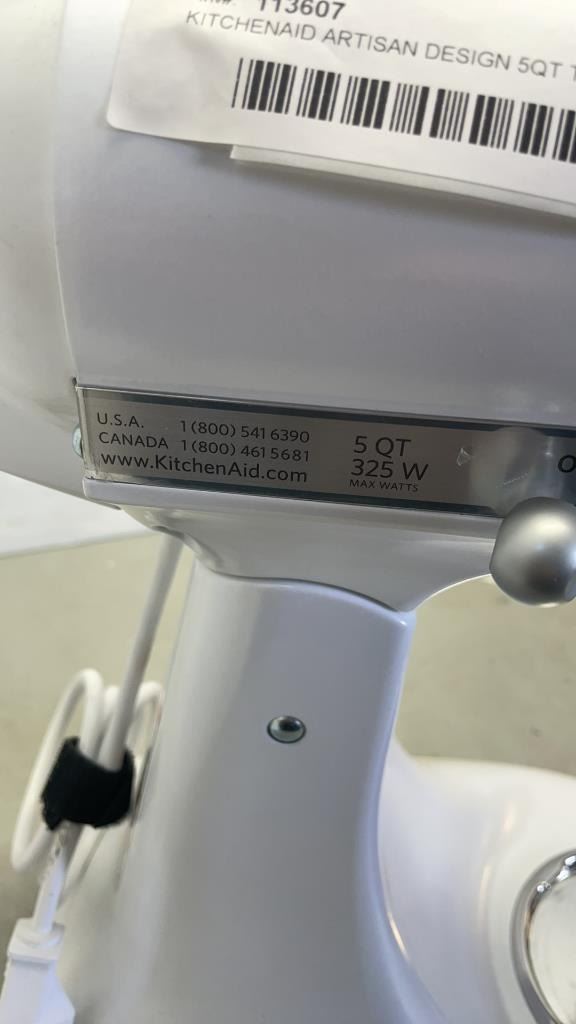 113607
KITCHENAID ARTISAN DESIGN 5QT T
U.S.A. 1 (800) 541 6390
CANADA 1 (800) 461 5681
www.KitchenAid.com
5 QT
325 W
MAX WATTS
O